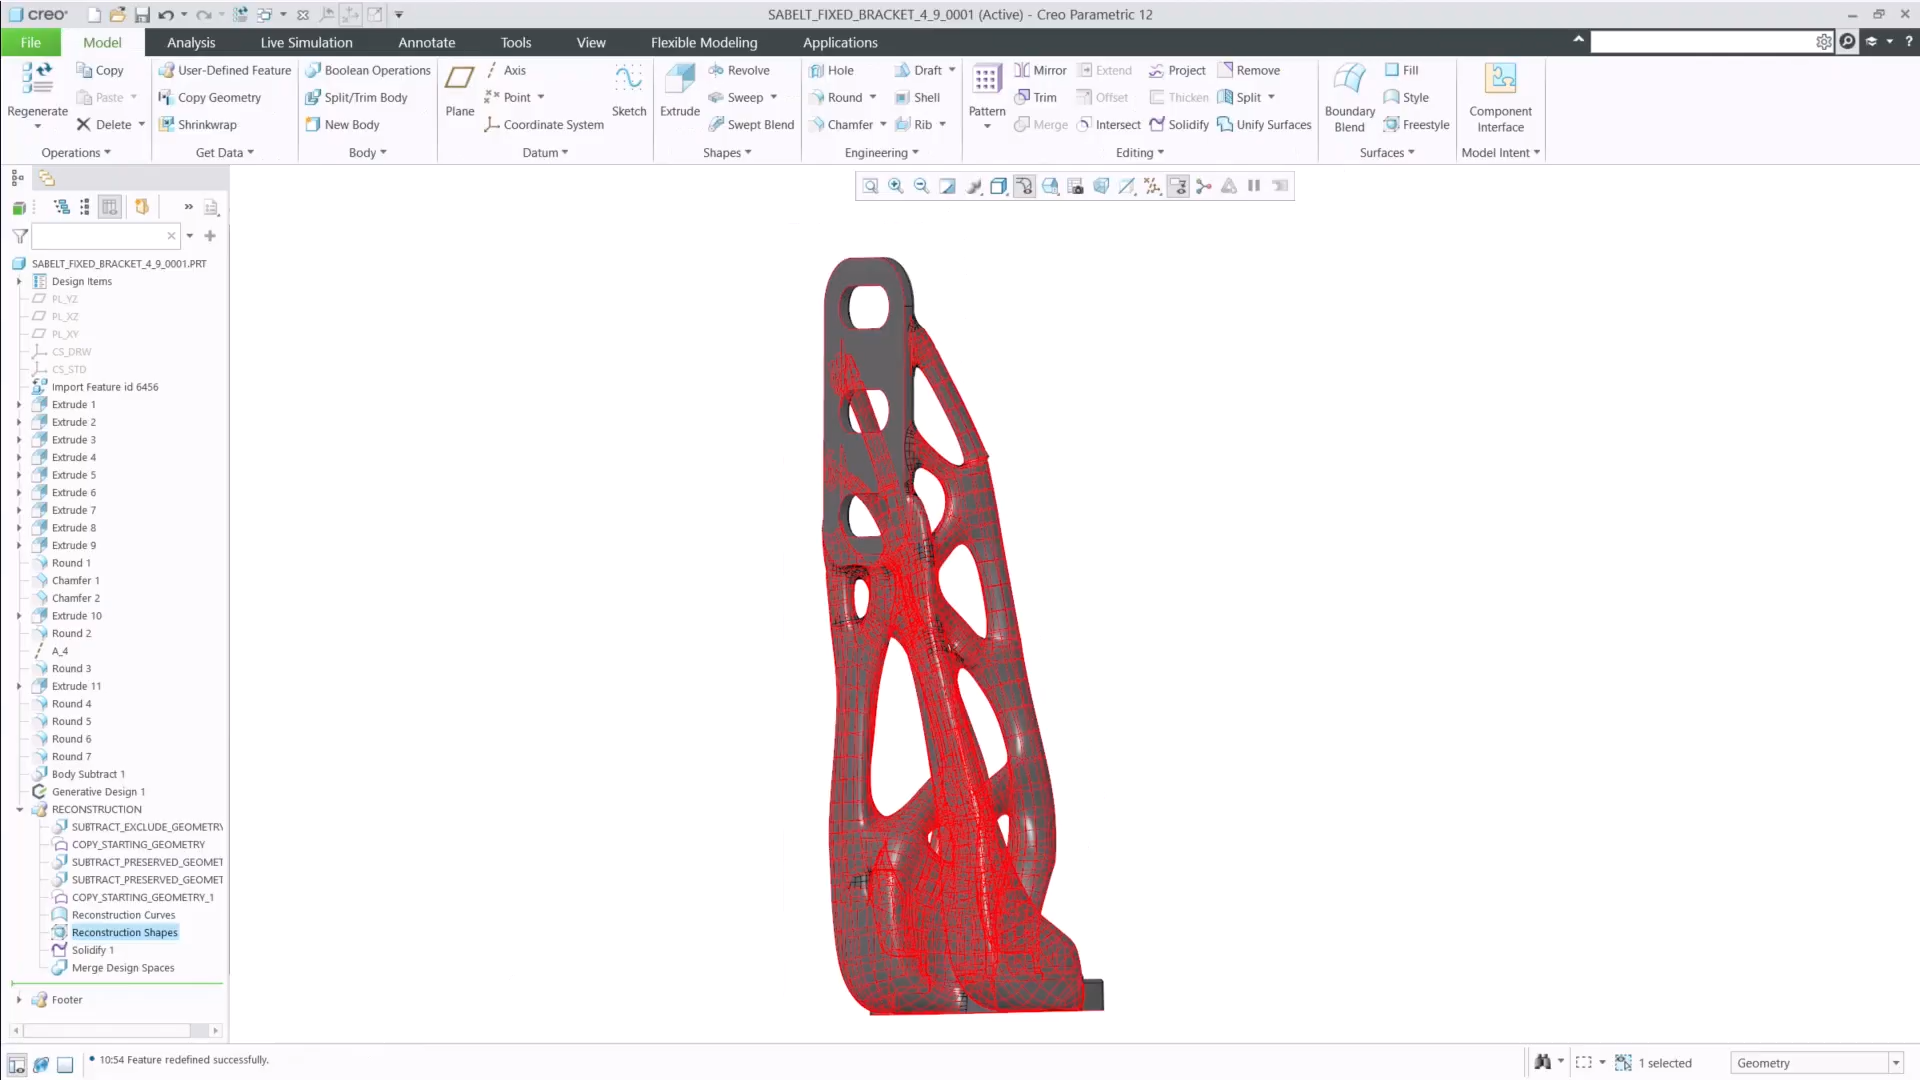 creo
SABELT_FIXED_BRACKET_4_9_0001 (Active) - Creo Parametric 12
File
Model
Analysis
Live Simulation
Annotate
Tools
View
Flexible Modeling
Applications
?
Regenerate
Copy
Paste
Delete
Operations
User-Defined Feature
Copy Geometry
Shrinkwrap
Get Data
Boolean Operations
Split/Trim Body
New Body
Body
Plane
Axis
Point
Coordinate System
Sketch
Datum
Extrude
Revolve
Sweep
Swept Blend
Shapes
Hole
Round
Chamfer
Draft
Shell
Rib
Engineering
Pattern
Mirror
Trim
Merge
Extend
Offset
Intersect
Project
Thicken
Solidify
Remove
Split
Unify Surfaces
Editing
Boundary
Blend
Fill
Style
Freestyle
Surfaces
Component
Interface
Model Intent
SABELT_FIXED_BRACKET_4_9_0001.PRT
Design Items
PL_YZ
PL_XZ
PL_XY
CS_DRW
CS_STD
Import Feature id 6456
Extrude 1
Extrude 2
Extrude 3
Extrude 4
Extrude 5
Extrude 6
Extrude 7
Extrude 8
Extrude 9
Round 1
Chamfer 1
Chamfer 2
Extrude 10
Round 2
A_4
Round 3
Extrude 11
Round 4
Round 5
Round 6
Round 7
Body Subtract 1
Generative Design 1
RECONSTRUCTION
SUBTRACT_EXCLUDE_GEOMETRY
COPY_STARTING_GEOMETRY
SUBTRACT_PRESERVED_GEOMET
SUBTRACT_PRESERVED_GEOMET
COPY_STARTING_GEOMETRY_1
Reconstruction Curves
Reconstruction Shapes
Solidify 1
Merge Design Spaces
Footer
10:54 Feature redefined successfully.
1 selected
Geometry